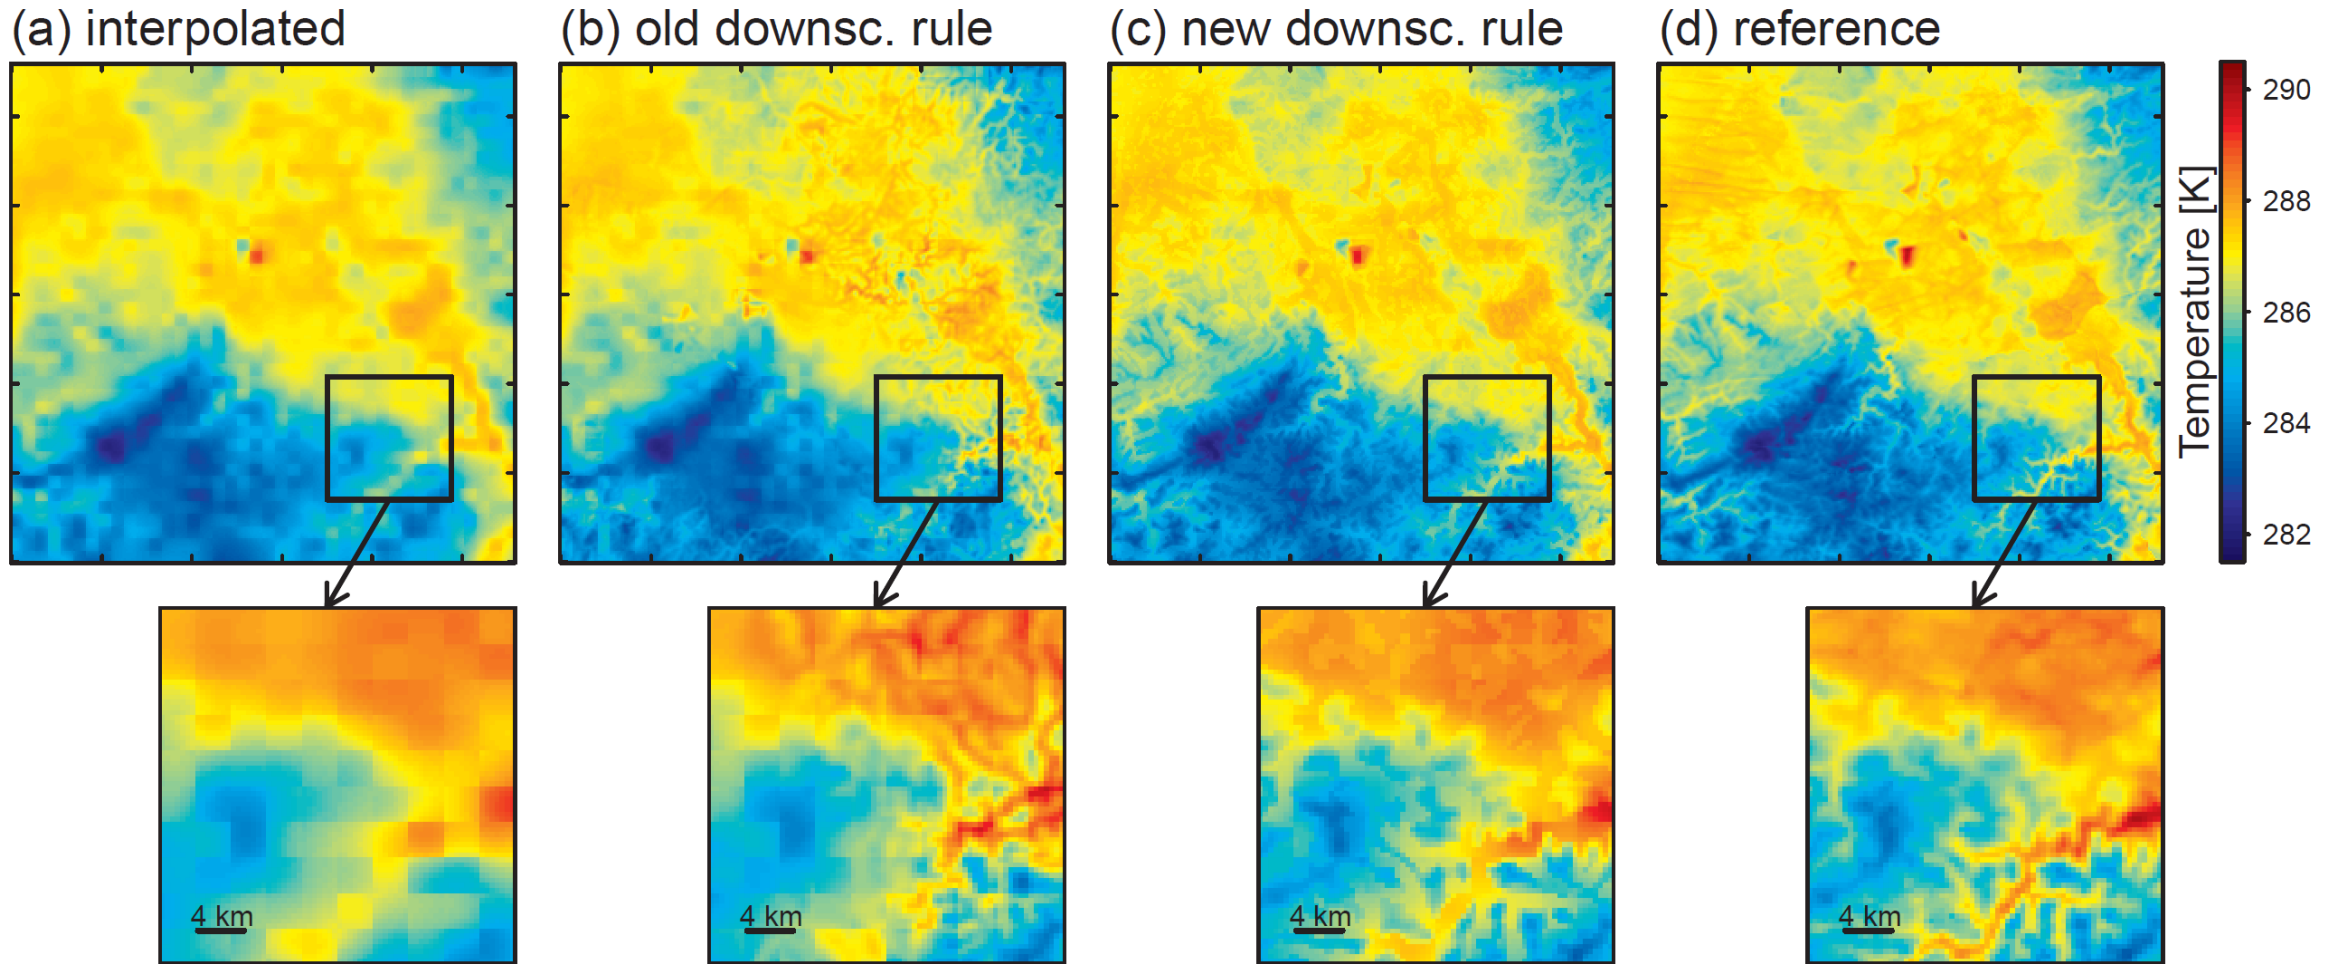 (a) interpolated
(b) old downsc. rule
(c) new downsc. rule
(d) reference
290
288
286
284
282
Temperature [K]
4 km
4 km
4 km
4 km